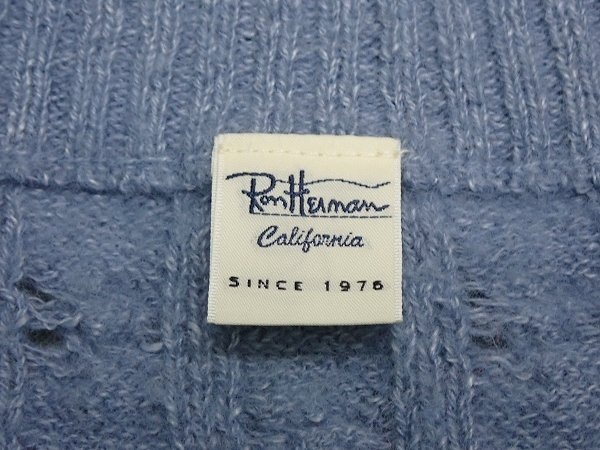 Ron Herman
California
SINCE 1976